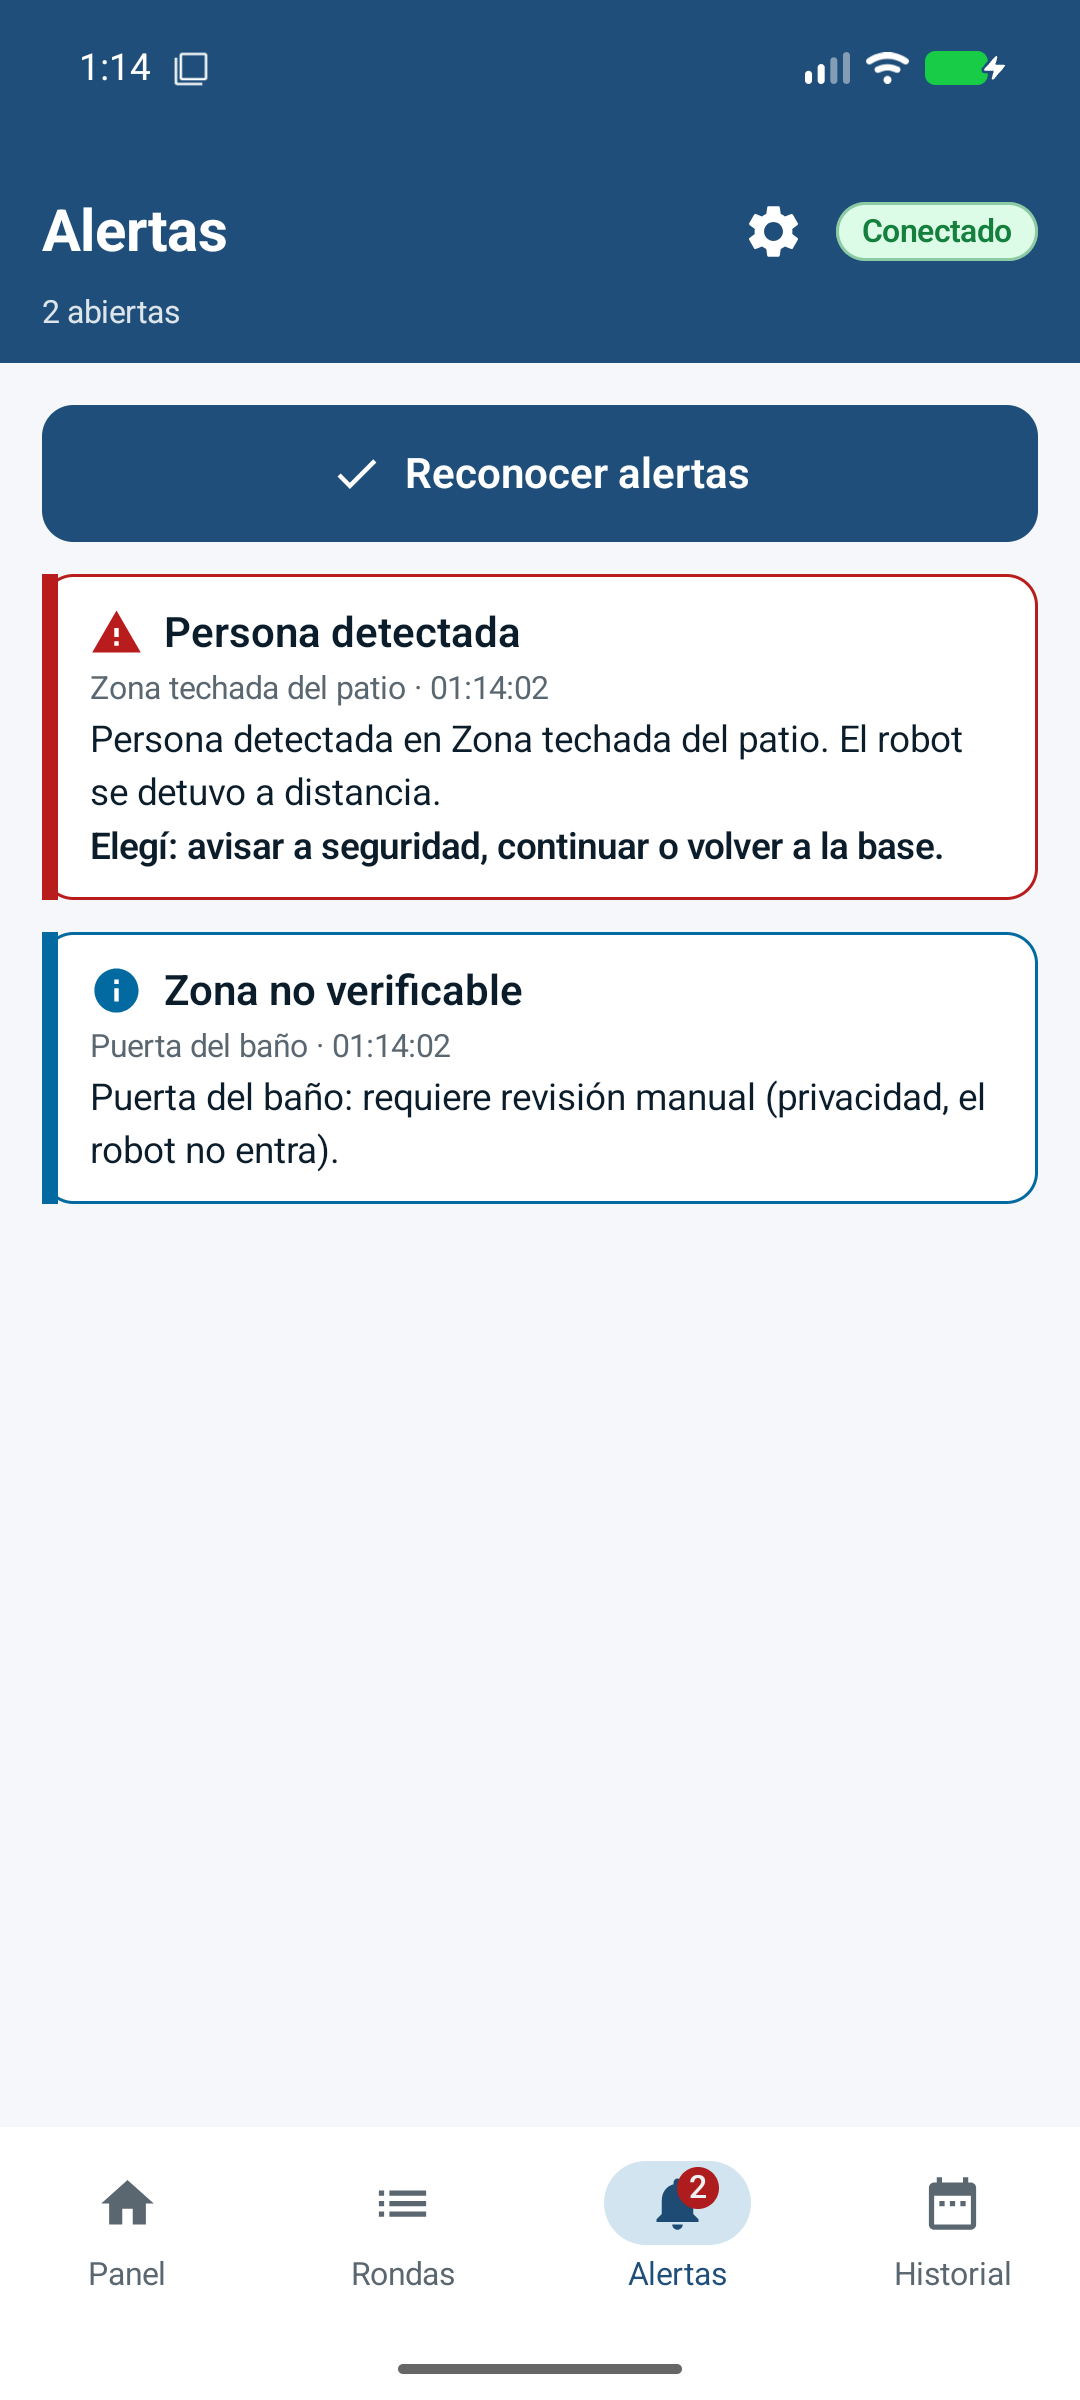 1:14
Alertas
Conectado
2 abiertas
Reconocer alertas
Persona detectada
Zona techada del patio · 01:14:02
Persona detectada en Zona techada del patio. El robot
se detuvo a distancia.
Elegí: avisar a seguridad, continuar o volver a la base.
Zona no verificable
Puerta del baño · 01:14:02
Puerta del baño: requiere revisión manual (privacidad, el
robot no entra).
2
Panel
Rondas
Alertas
Historial